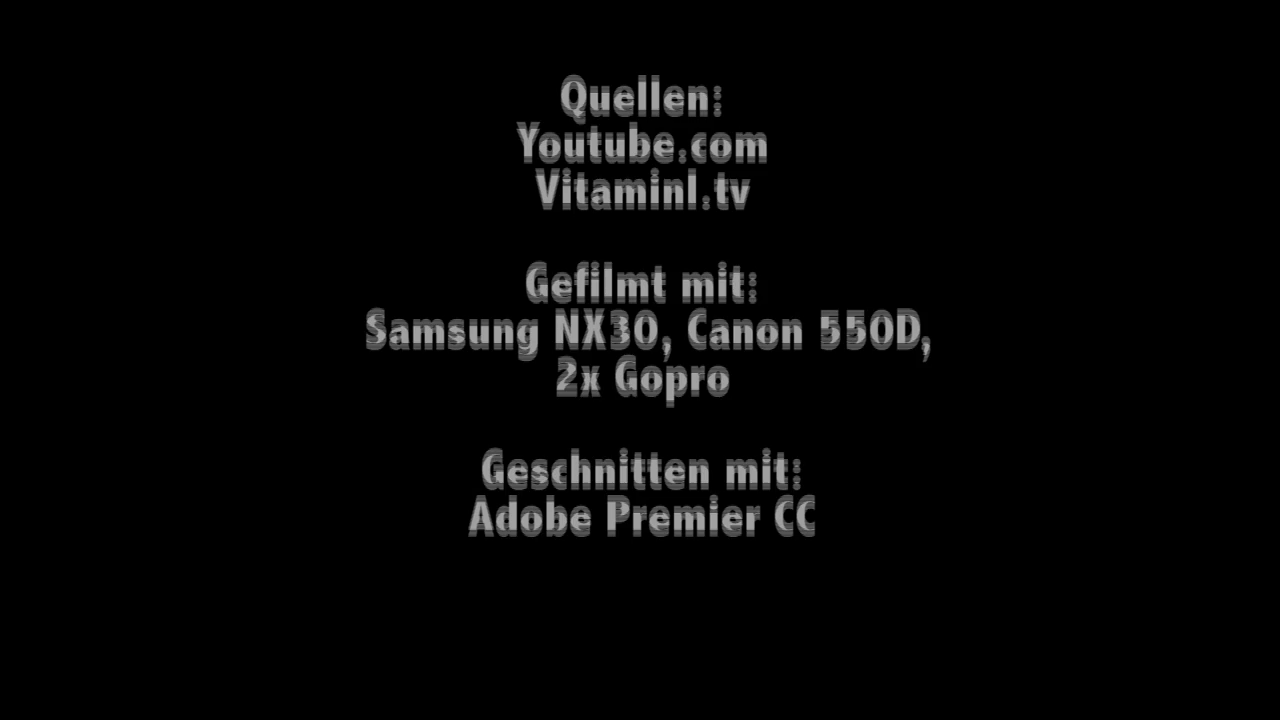 Quellen:
Youtube.com
Vitaminl.tv
Gefilmt mit:
Samsung NX30, Canon 550D,
2x Gopro
Geschnitten mit:
Adobe Premier CC